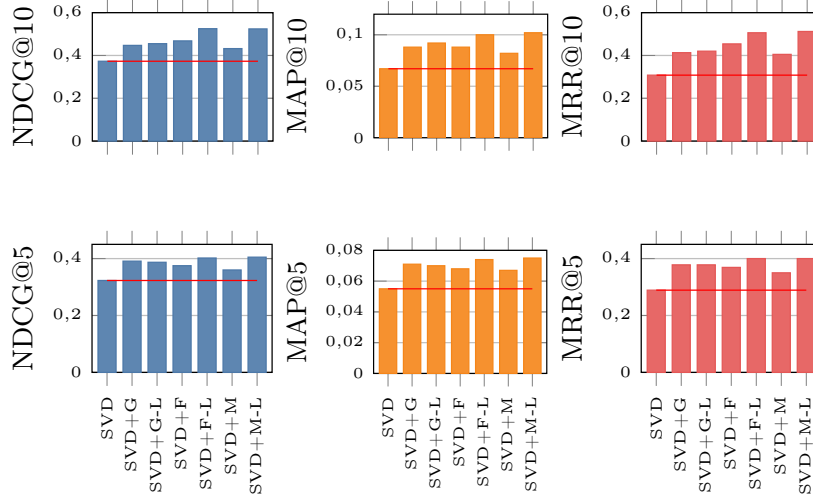 NDCG@10
0,6
0,4
0,2
0
MAP@10
0,1
0,05
0
MRR@10
0,6
0,4
0,2
0
NDCG@5
0,4
0,2
0
SVD
SVD+G
SVD+G-L
SVD+F
SVD+F-L
SVD+M
SVD+M-L
MAP@5
0,08
0,06
0,04
0,02
0
SVD
SVD+G
SVD+G-L
SVD+F
SVD+F-L
SVD+M
SVD+M-L
MRR@5
0,4
0,2
0
SVD
SVD+G
SVD+G-L
SVD+F
SVD+F-L
SVD+M
SVD+M-L